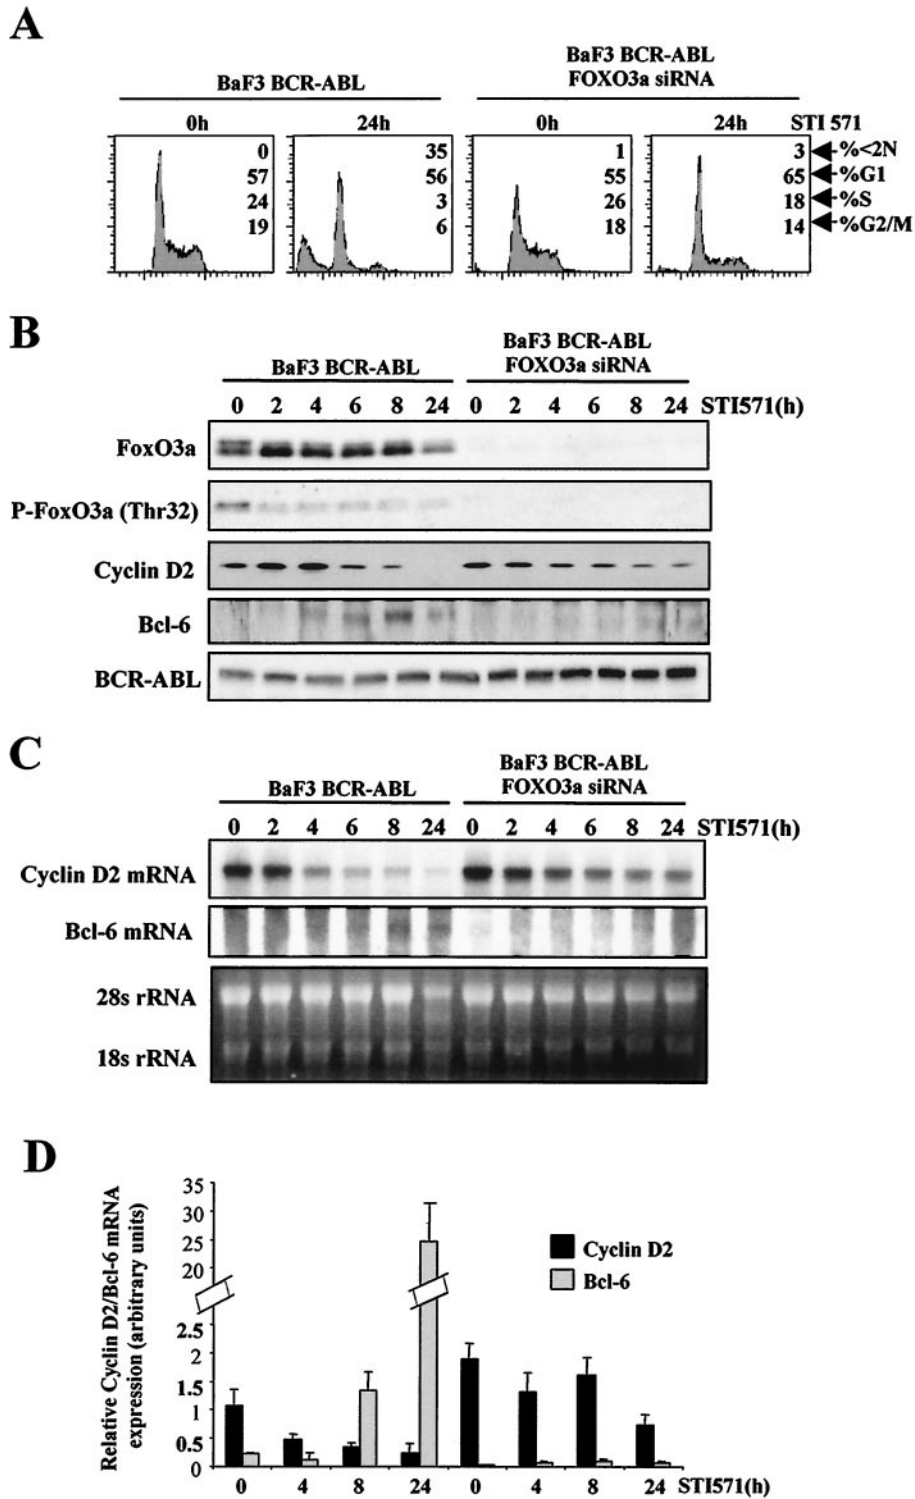 A
BaF3 BCR-ABL
BaF3 BCR-ABL
FOXO3a siRNA
0h 24h 0h 24h STI 571
0 35 1 3 %<2N
57 56 55 65 %G1
24 3 26 18 %S
19 6 18 14 %G2/M
B
BaF3 BCR-ABL
BaF3 BCR-ABL
FOXO3a siRNA
0 2 4 6 8 24 0 2 4 6 8 24 STI571(h)
FoxO3a
P-FoxO3a (Thr32)
Cyclin D2
Bcl-6
BCR-ABL
C
BaF3 BCR-ABL
BaF3 BCR-ABL
FOXO3a siRNA
0 2 4 6 8 24 0 2 4 6 8 24 STI571(h)
Cyclin D2 mRNA
Bcl-6 mRNA
28s rRNA
18s rRNA
D
Relative Cyclin D2/Bcl-6 mRNA
expression (arbitrary units)
35
30
25
20
2.5
2
1.5
1
0.5
0
Cyclin D2
Bcl-6
0 4 8 24 0 4 8 24 STI571(h)